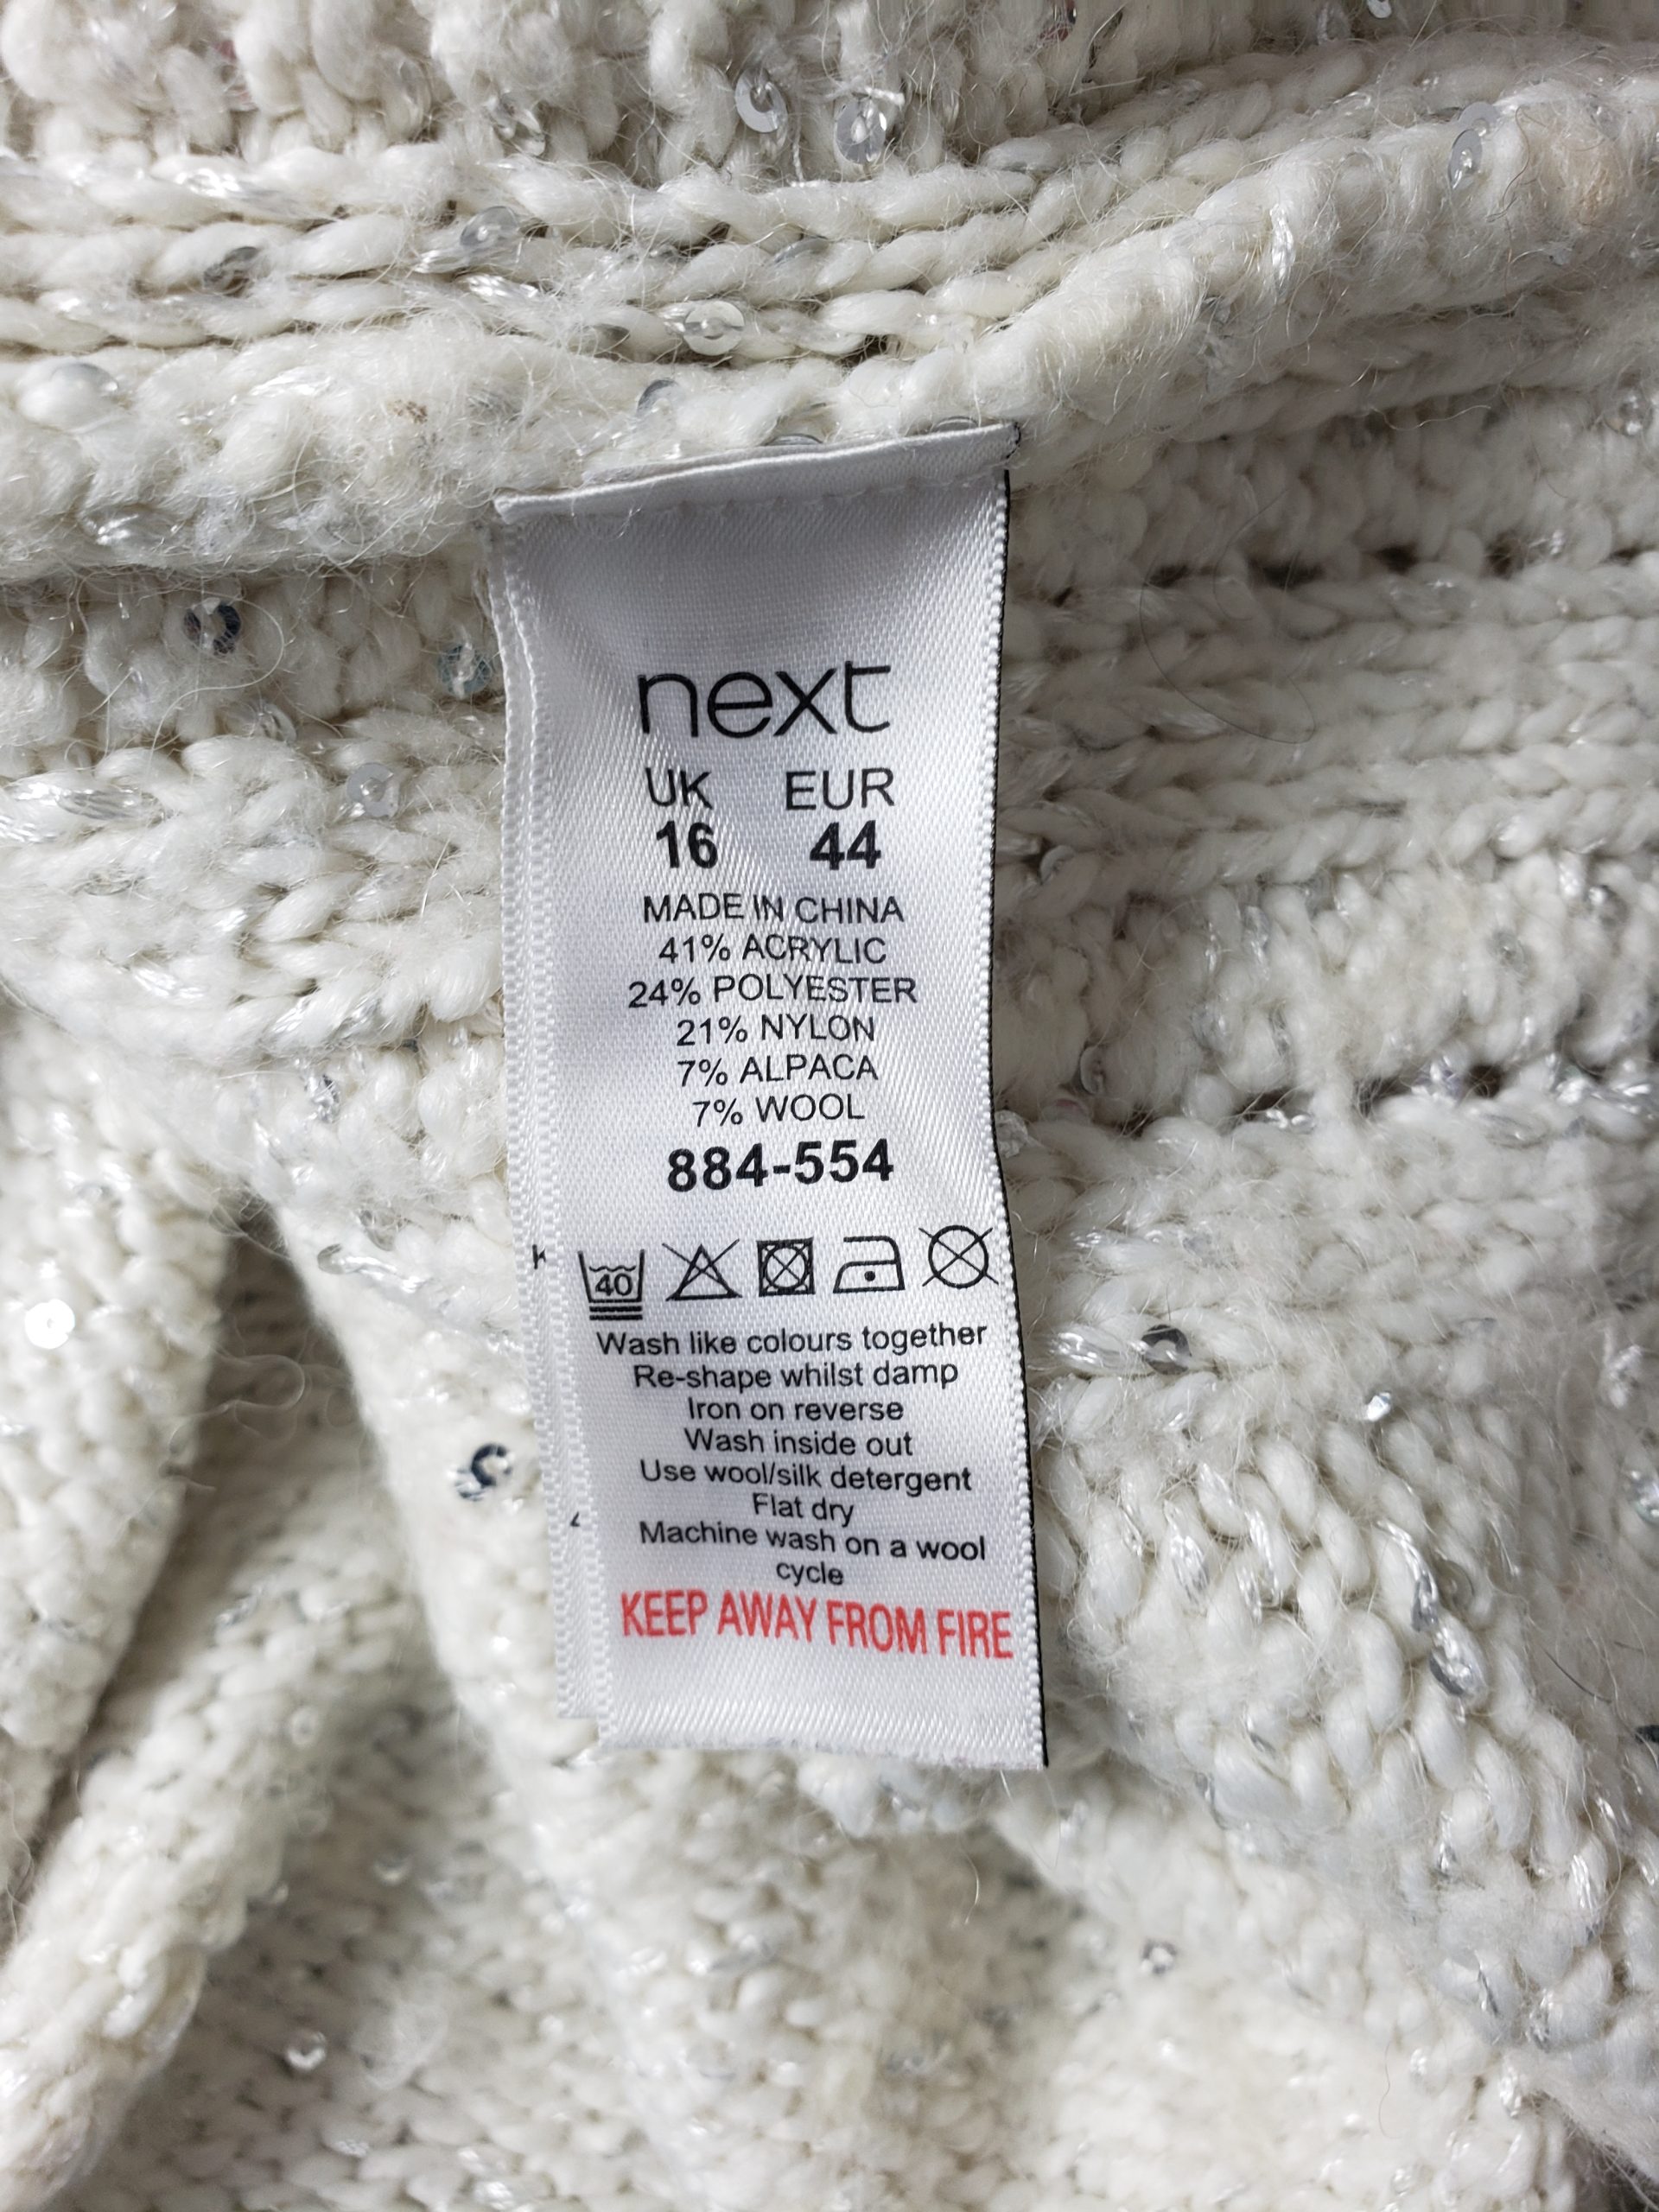 next
UK EUR
16 44
MADE IN CHINA
41% ACRYLIC
24% POLYESTER
21% NYLON
7% ALPACA
7% WOOL
884-554
40
Wash like colours together
Re-shape whilst damp
Iron on reverse
Wash inside out
Use wool/silk detergent
Flat dry
Machine wash on a wool
cycle
KEEP AWAY FROM FIRE